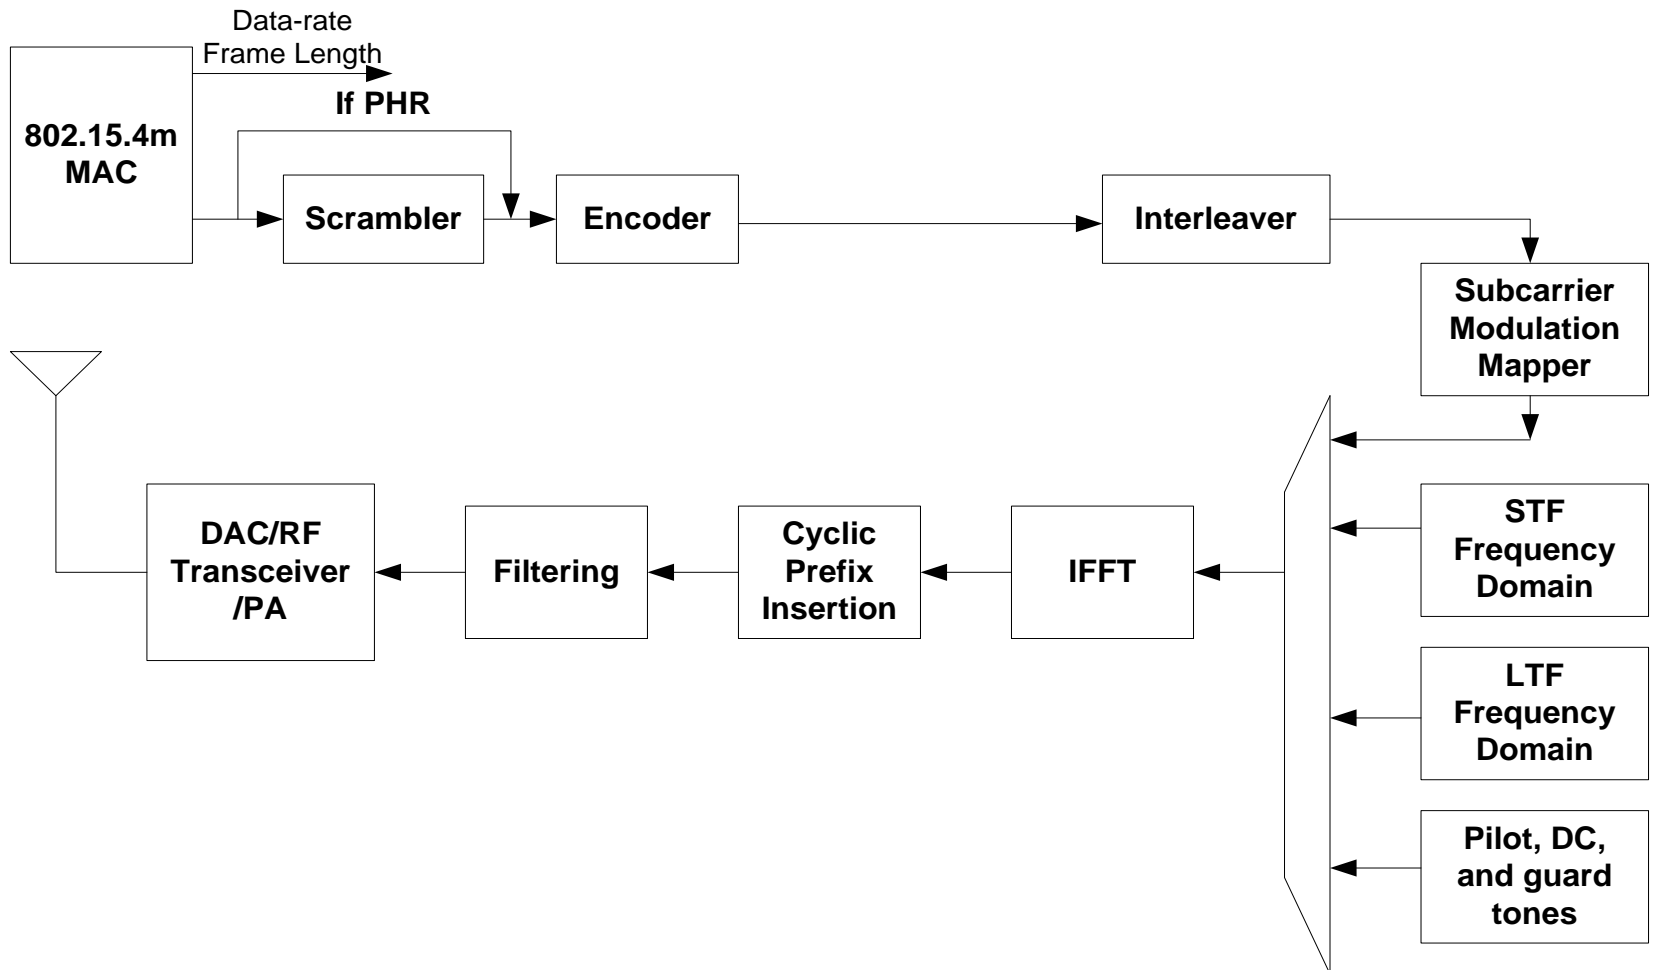 Data-rate
Frame Length
If PHR
802.15.4m
MAC
Scrambler
Encoder
Interleaver
Subcarrier
Modulation
Mapper
DAC/RF
Transceiver
/PA
Filtering
Cyclic
Prefix
Insertion
IFFT
STF
Frequency
Domain
LTF
Frequency
Domain
Pilot, DC,
and guard
tones